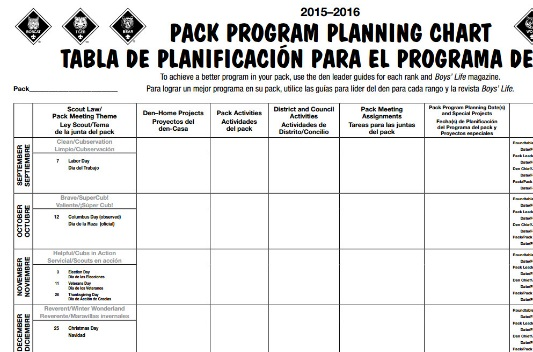 2015–2016
BOBCAT
BEAR
PACK PROGRAM PLANNING CHART
TABLA DE PLANIFICACIÓN PARA EL PROGRAMA DE
To achieve a better program in your pack, use the den leader guides for each rank and Boys' Life magazine.
Pack
Para lograr un mejor programa en su pack, utilice las guías para líder del den para cada rango y la revista Boys' Life.
Scout Law/
Pack Meeting Theme
Ley Scout/Tema
de la junta del pack
Den–Home Projects
Proyectos del
den-Casa
Pack Activities
Actividades
del pack
District and Council
Activities
Actividades de
Distrito/Concilio
Pack Meeting
Assignments
Tareas para las juntas
del pack
Pack Program Planning Date(s)
and Special Projects
Fecha(s) de Planificación
del Programa del pack y
Proyectos especiales
SEPTEMBER
SEPTIEMBRE
Clean/Cubservation
Limpio/Cubservación
7 Labor Day
Día del Trabajo
OCTOBER
OCTUBRE
Brave/SuperCub!
Valiente/¡Súper Cub!
12 Columbus Day (observed)
Día de la Raza (oficial)
NOVEMBER
NOVIEMBRE
Helpful/Cubs in Action
Servicial/Scouts en acción
3 Election Day
Día de las Elecciones
11 Veterans Day
Día de los Veteranos
26 Thanksgiving Day
Día de Acción de Gracias
DECEMBER
DICIEMBRE
Reverent/Winter Wonderland
Reverente/Maravillas invernales
25 Christmas Day
Navidad